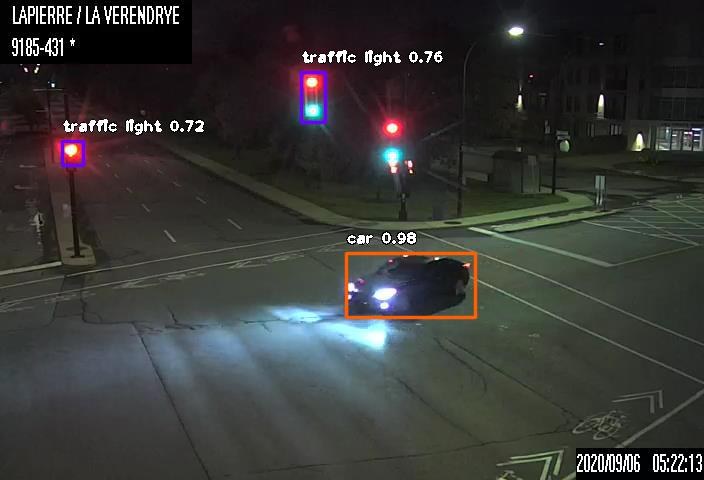 LAPIERRE / LA VERENDRYE
9185-431 *
traffic light 0.76
traffic light 0.72
car 0.98
2020/09/06 05:22:13